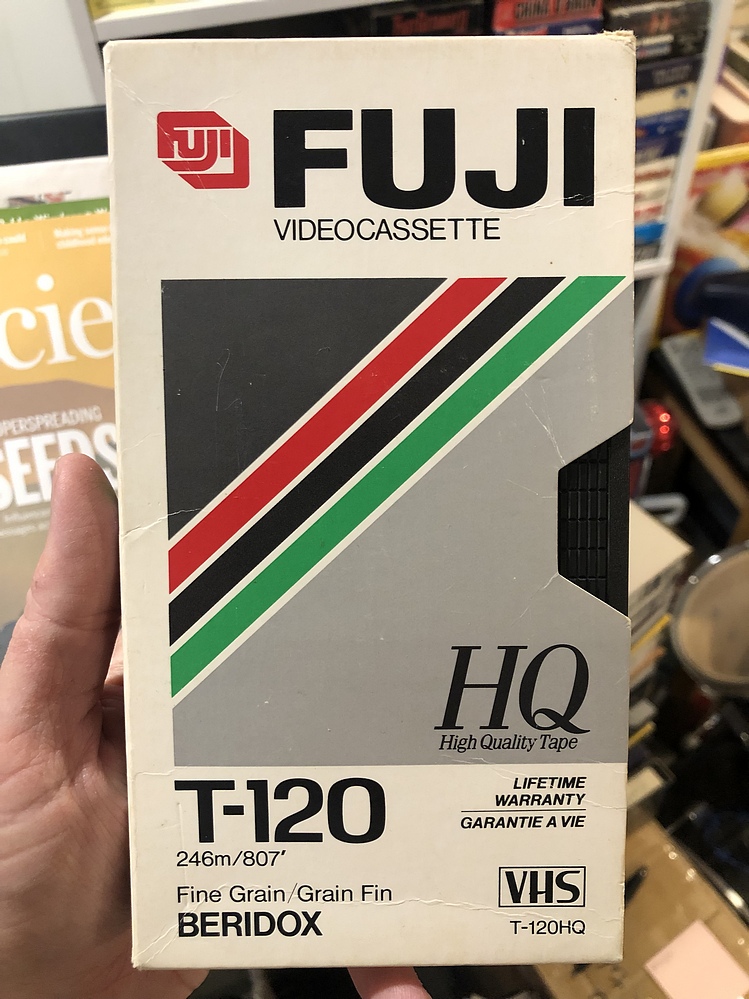 FUJI
FUJI
VIDEOCASSETTE
cie
SUPERSPREADING
SEEDS
HQ
High Quality Tape
T-120
246m/807'
LIFETIME
WARRANTY
GARANTIE A VIE
Fine Grain/Grain Fin
BERIDOX
VHS
T-120HQ